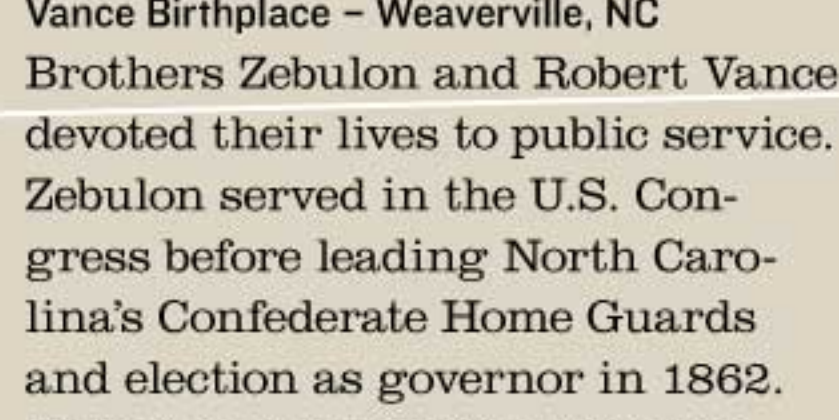 Vance Birthplace – Weaverville, NC
Brothers Zebulon and Robert Vance
devoted their lives to public service.
Zebulon served in the U.S. Con-
gress before leading North Caro-
lina's Confederate Home Guards
and election as governor in 1862.